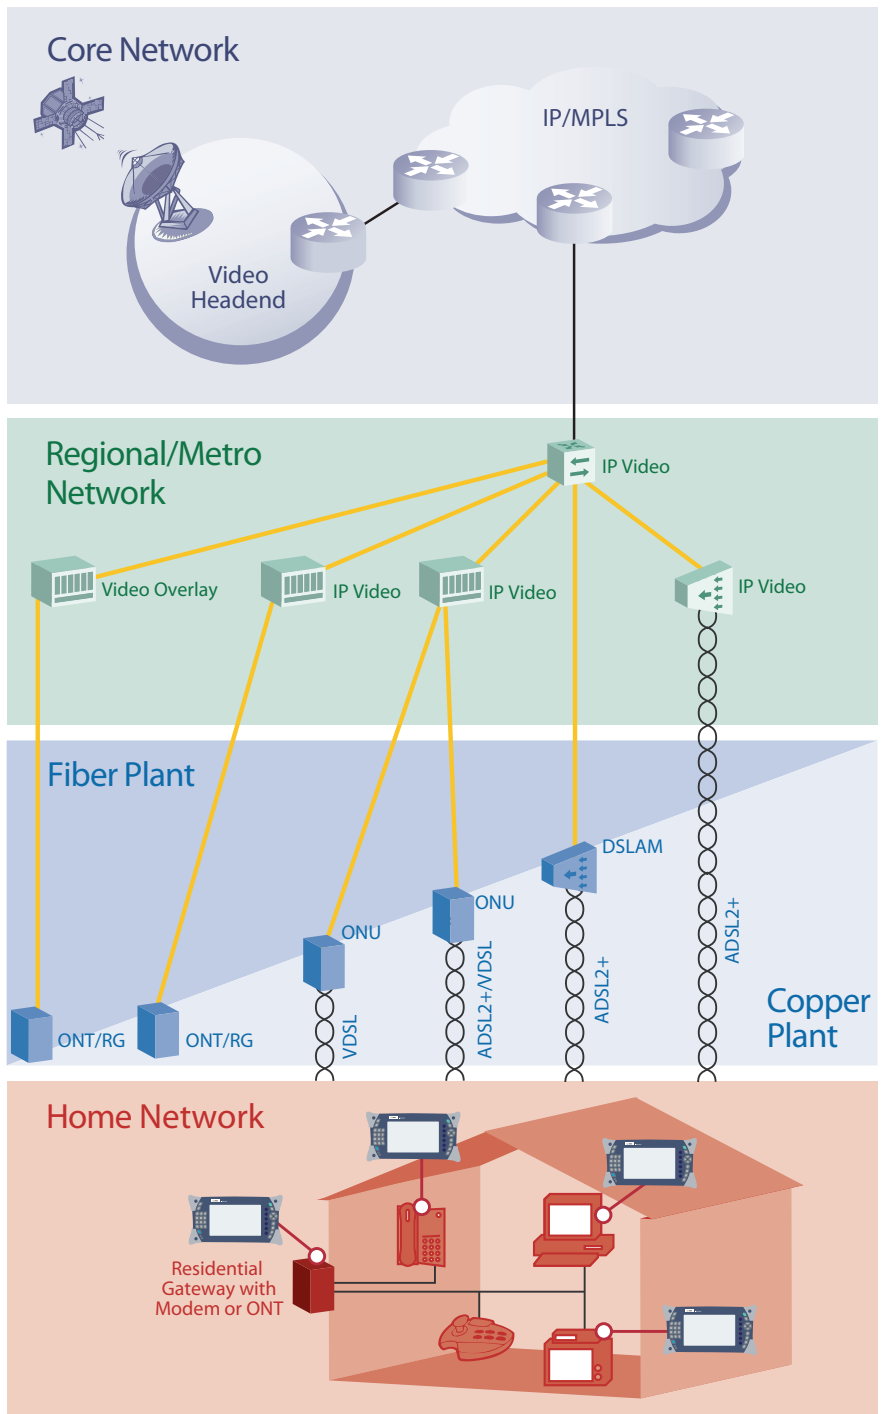 Core Network
IP/MPLS
Video
Headend
Regional/Metro
Network
IP Video
Video Overlay
IP Video
IP Video
IP Video
Fiber Plant
DSLAM
ONU
ONU
ADSL2+
ADSL2+
ADSL2+/VDSL
VDSL
ONT/RG
ONT/RG
Copper
Plant
Home Network
Residential
Gateway with
Modem or ONT